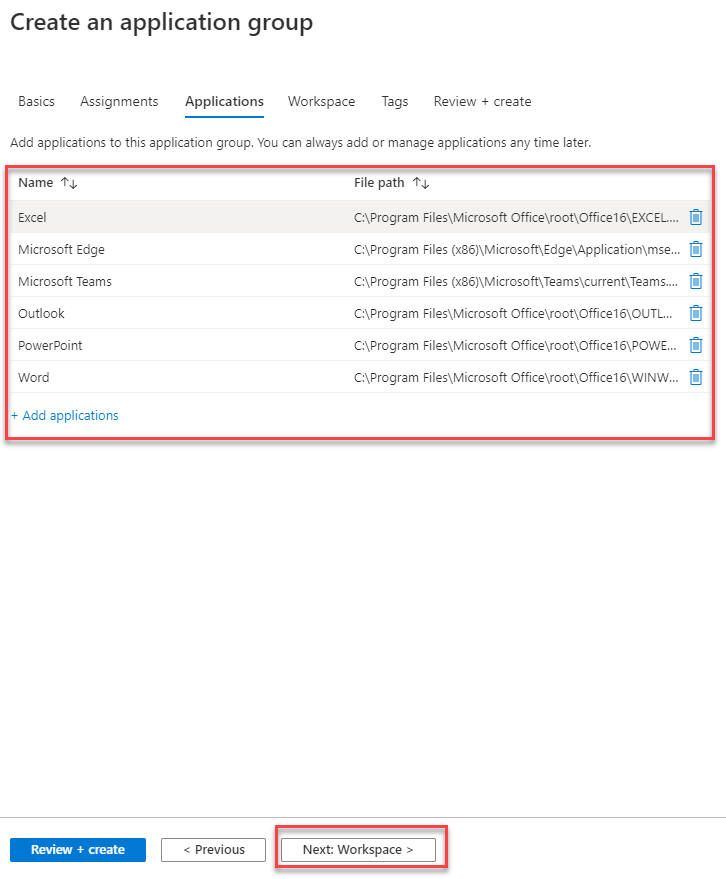 Create an application group
Basics Assignments Applications Workspace Tags Review + create
Add applications to this application group. You can always add or manage applications any time later.
Name ↑↓ File path ↑↓
Excel C:\Program Files\Microsoft Office\root\Office16\EXCEL....
Microsoft Edge C:\Program Files (x86)\Microsoft\Edge\Application\mse...
Microsoft Teams C:\Program Files (x86)\Microsoft\Teams\current\Teams....
Outlook C:\Program Files\Microsoft Office\root\Office16\OUTL...
PowerPoint C:\Program Files\Microsoft Office\root\Office16\POWE...
Word C:\Program Files\Microsoft Office\root\Office16\WINW...
+ Add applications
Review + create < Previous Next: Workspace >